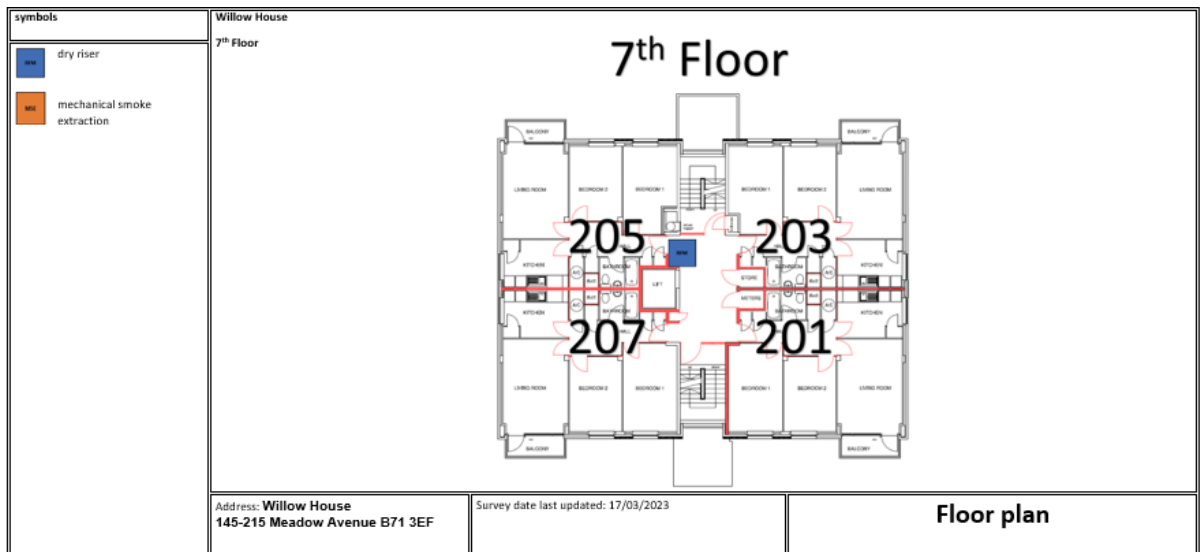 symbols
dry riser
mechanical smoke
extraction
Willow House
7th Floor
7th Floor
BALCONY
BALCONY
LIVING ROOM
BEDROOM 2
BEDROOM 1
BEDROOM 1
BEDROOM 2
LIVING ROOM
205
203
KITCHEN
BATHROOM
BATHROOM
KITCHEN
LIFT
STORE
METERS
KITCHEN
BATHROOM
BATHROOM
KITCHEN
207
201
LIVING ROOM
BEDROOM 2
BEDROOM 1
BEDROOM 1
BEDROOM 2
LIVING ROOM
BALCONY
BALCONY
Address: Willow House
145-215 Meadow Avenue B71 3EF
Survey date last updated: 17/03/2023
Floor plan